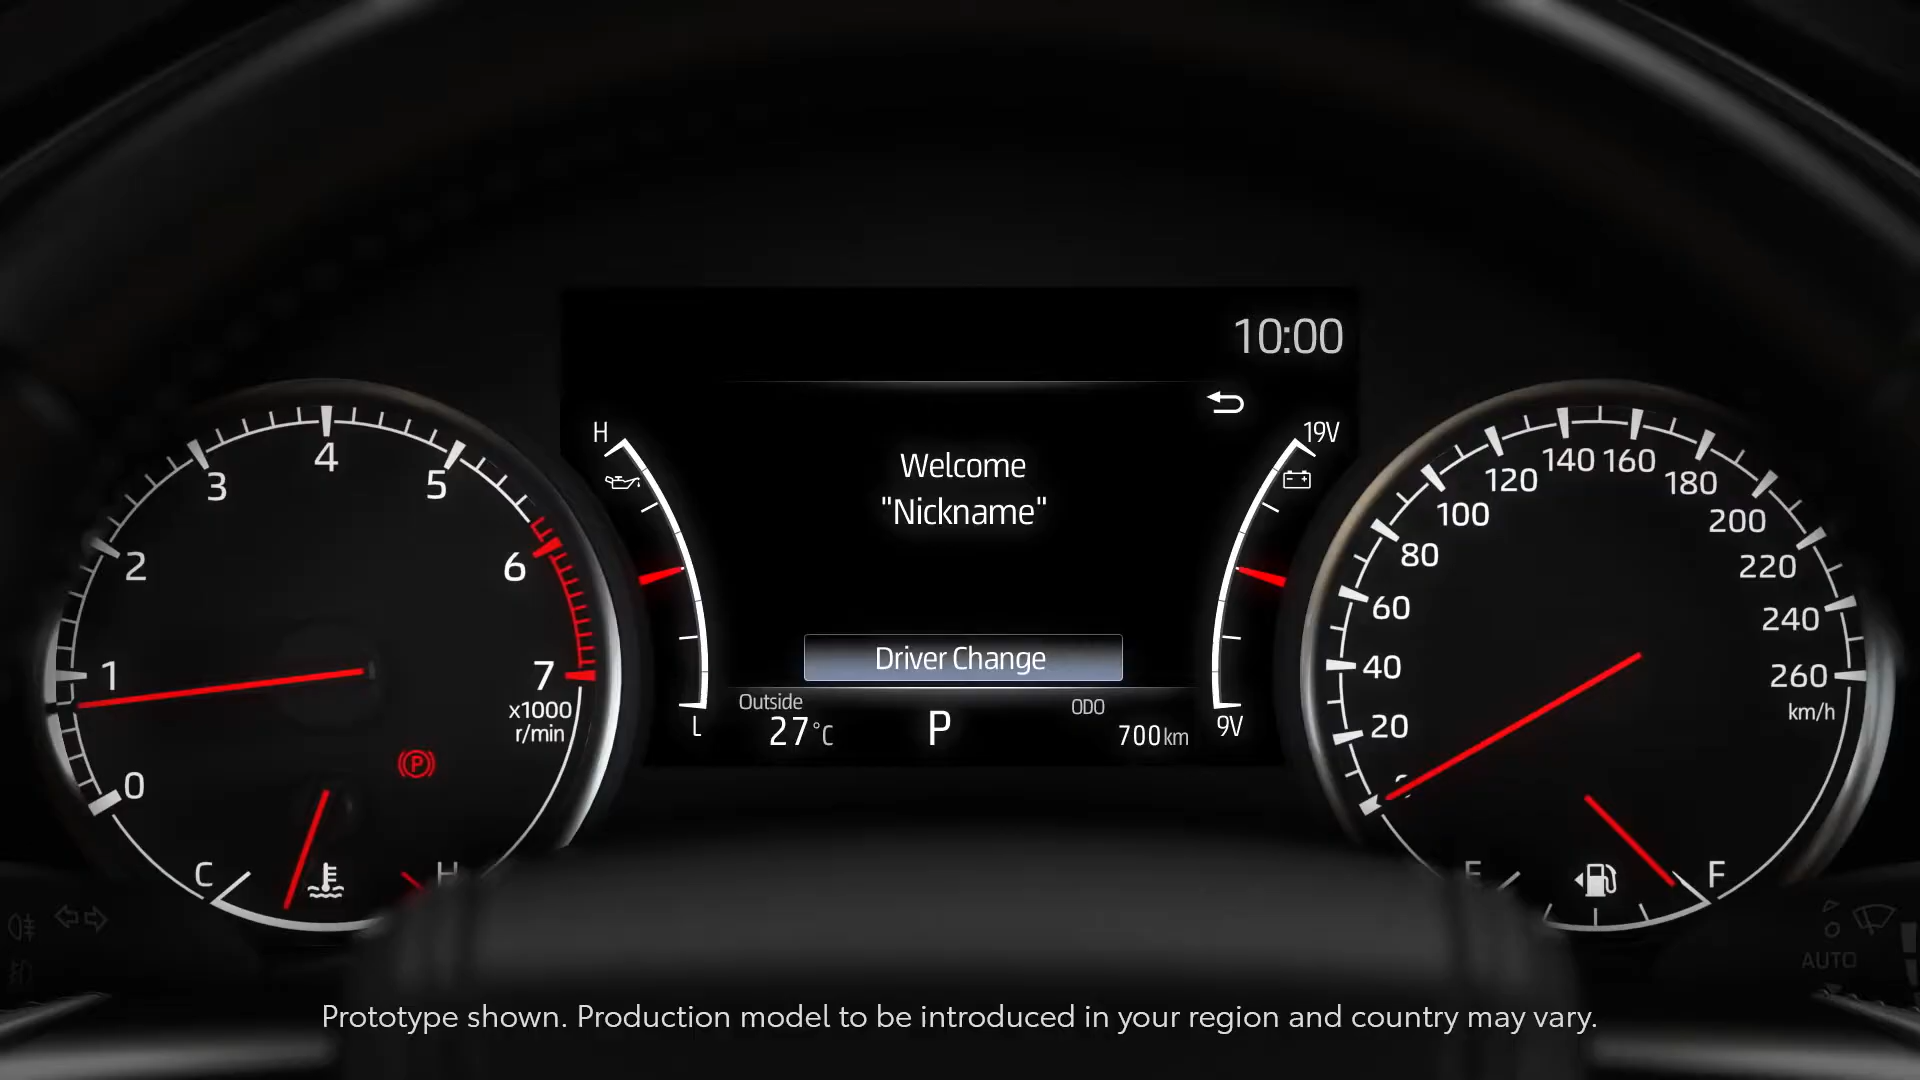 10:00
H
19V
Welcome
"Nickname"
Driver Change
L
9V
Outside
27°C
P
ODO
700km
0
1
2
3
4
5
6
7
x1000
r/min
P
C
H
20
40
60
80
100
120
140
160
180
200
220
240
260
km/h
E
F
AUTO
Prototype shown. Production model to be introduced in your region and country may vary.